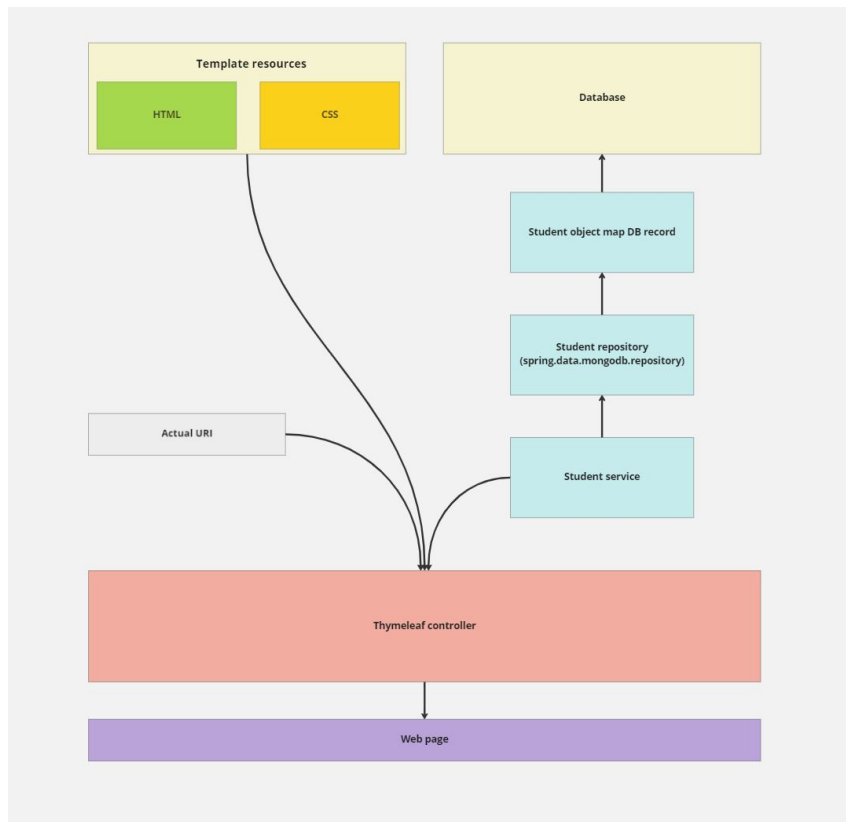 Template resources
HTML
CSS
Database
Student object map DB record
Student repository
(spring.data.mongodb.repository)
Actual URI
Student service
Thymeleaf controller
Web page